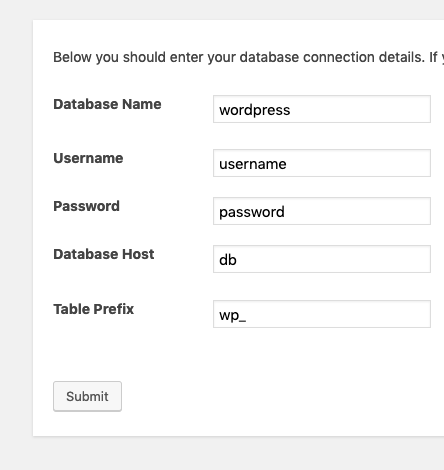 Below you should enter your database connection details. If
Database Name wordpress
Username username
Password password
Database Host db
Table Prefix wp_
Submit